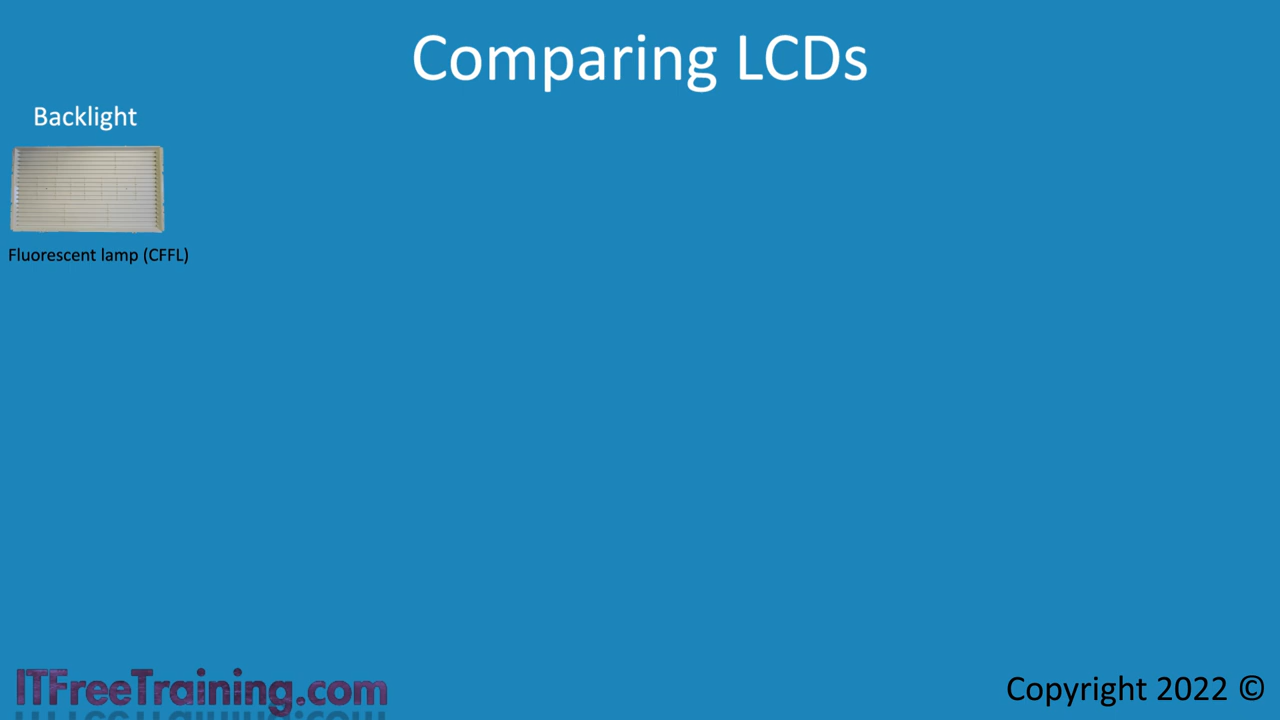 Comparing LCDs
Backlight
Fluorescent lamp (CFFL)
ITFreeTraining.com
Copyright 2022 ©